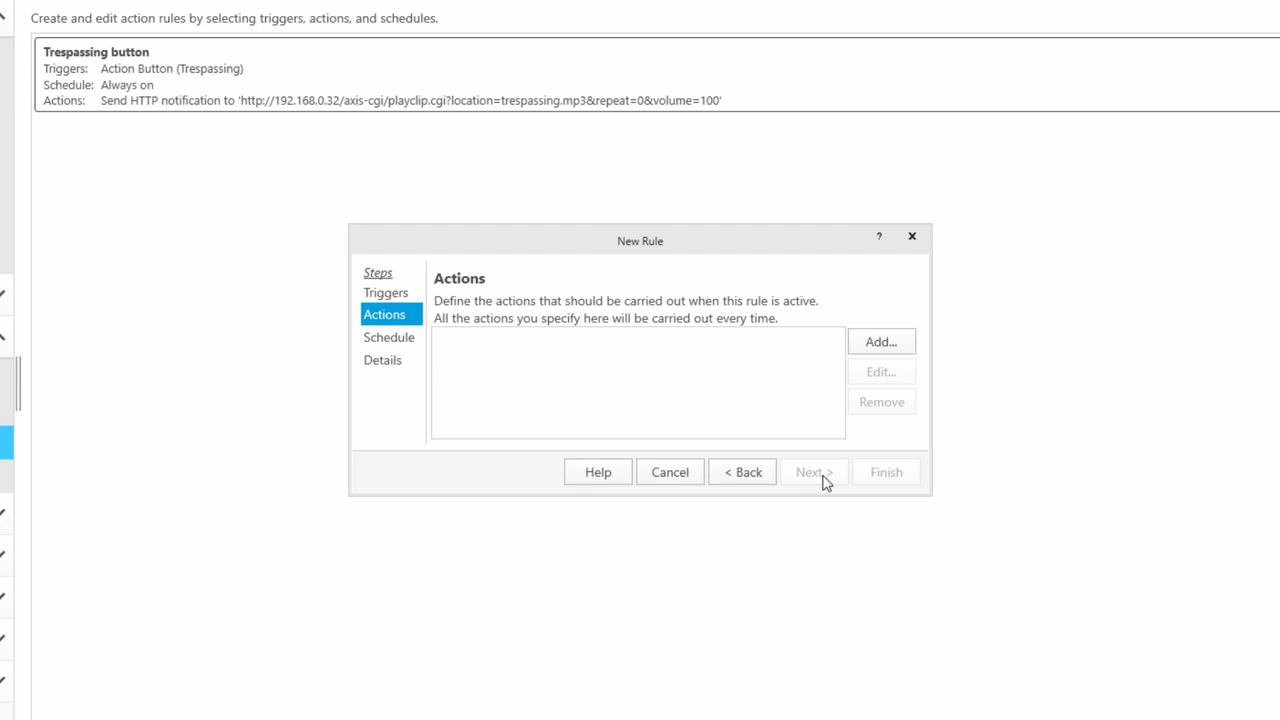 Create and edit action rules by selecting triggers, actions, and schedules.
Trespassing button
Triggers: Action Button (Trespassing)
Schedule: Always on
Actions: Send HTTP notification to 'http://192.168.0.32/axis-cgi/playclip.cgi?location=trespassing.mp3&repeat=0&volume=100'
New Rule
?
Steps
Triggers
Actions
Schedule
Details
Actions
Define the actions that should be carried out when this rule is active.
All the actions you specify here will be carried out every time.
Add...
Edit...
Remove
Help
Cancel
< Back
Next >
Finish